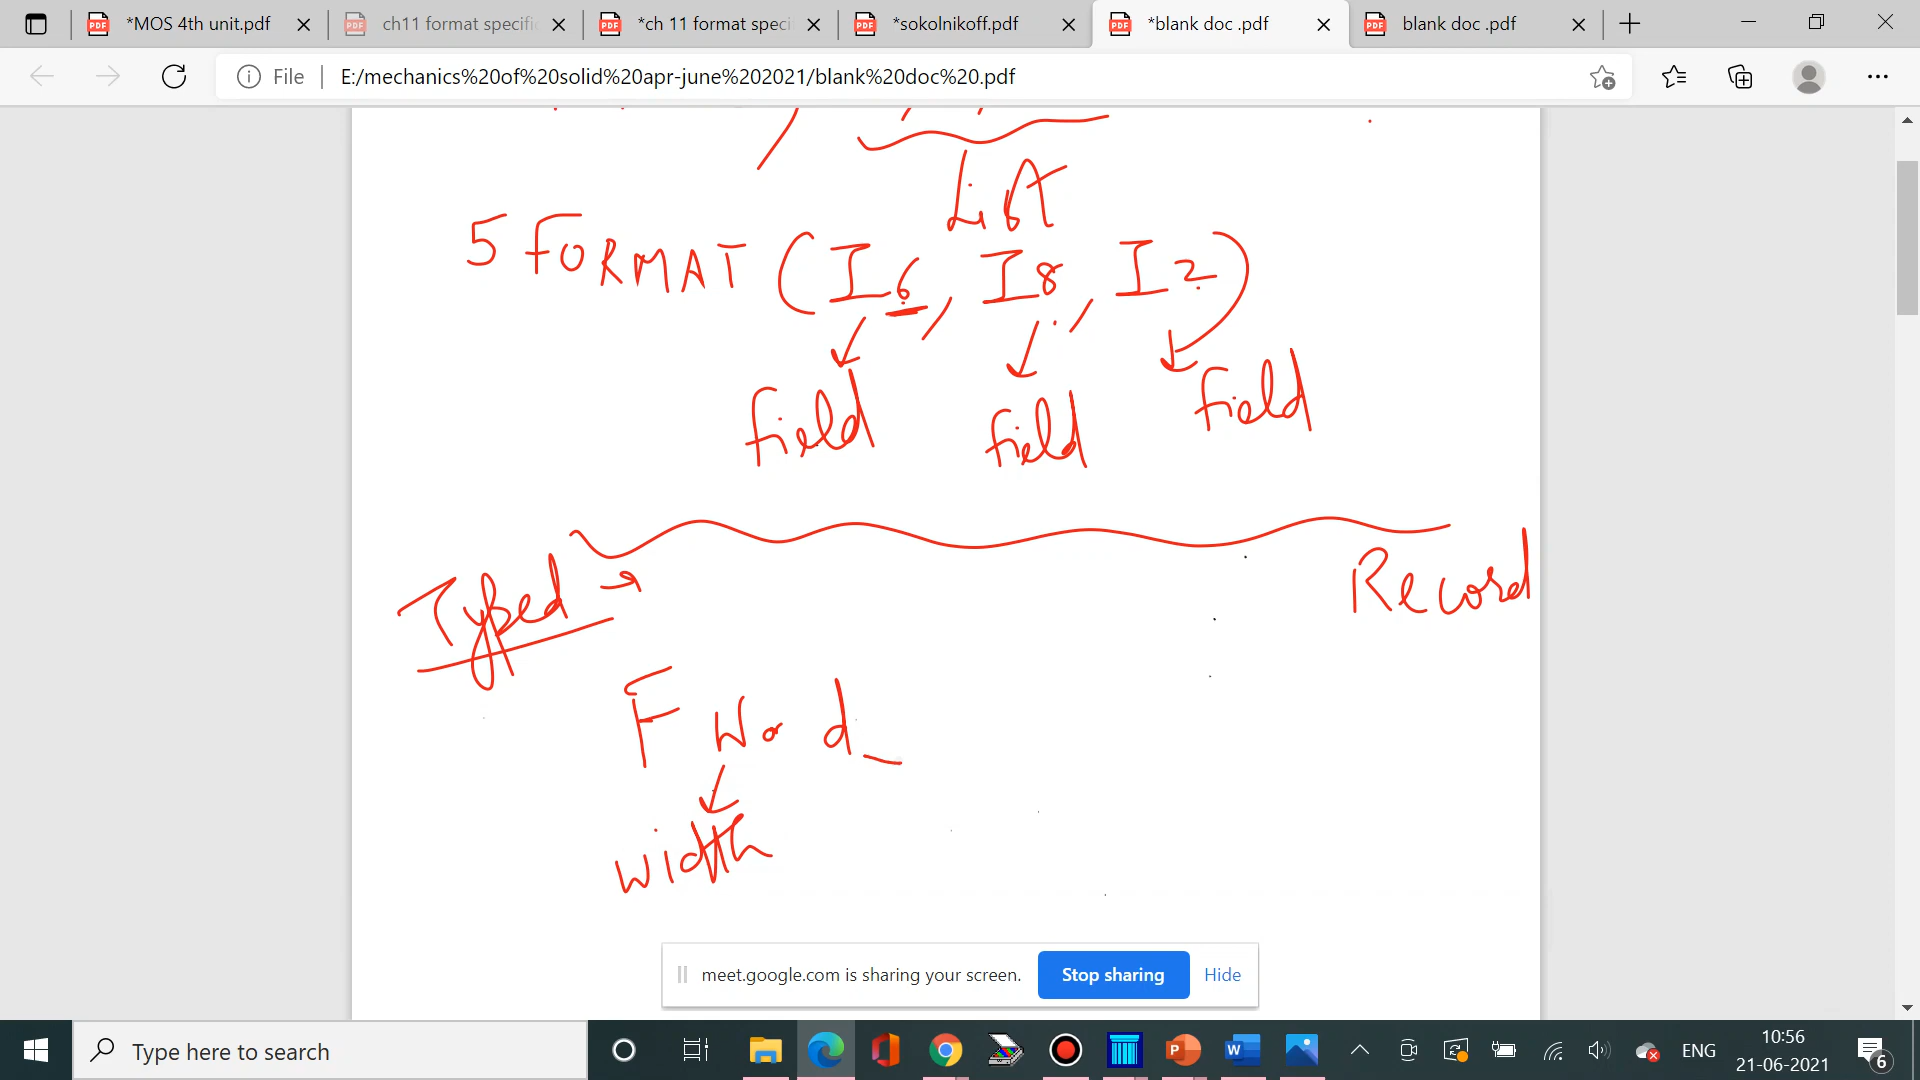 *MOS 4th unit.pdf
ch11 format specific
*ch 11 format speci
*sokolnikoff.pdf
*blank doc .pdf
blank doc .pdf
File
E:/mechanics%20of%20solid%20apr-june%202021/blank%20doc%20.pdf
List
5 FORMAT (I6, I8, I2)
field
field
field
Typed →
Record
F w . d
width
meet.google.com is sharing your screen.
Stop sharing
Hide
Type here to search
ENG
10:56
21-06-2021
6